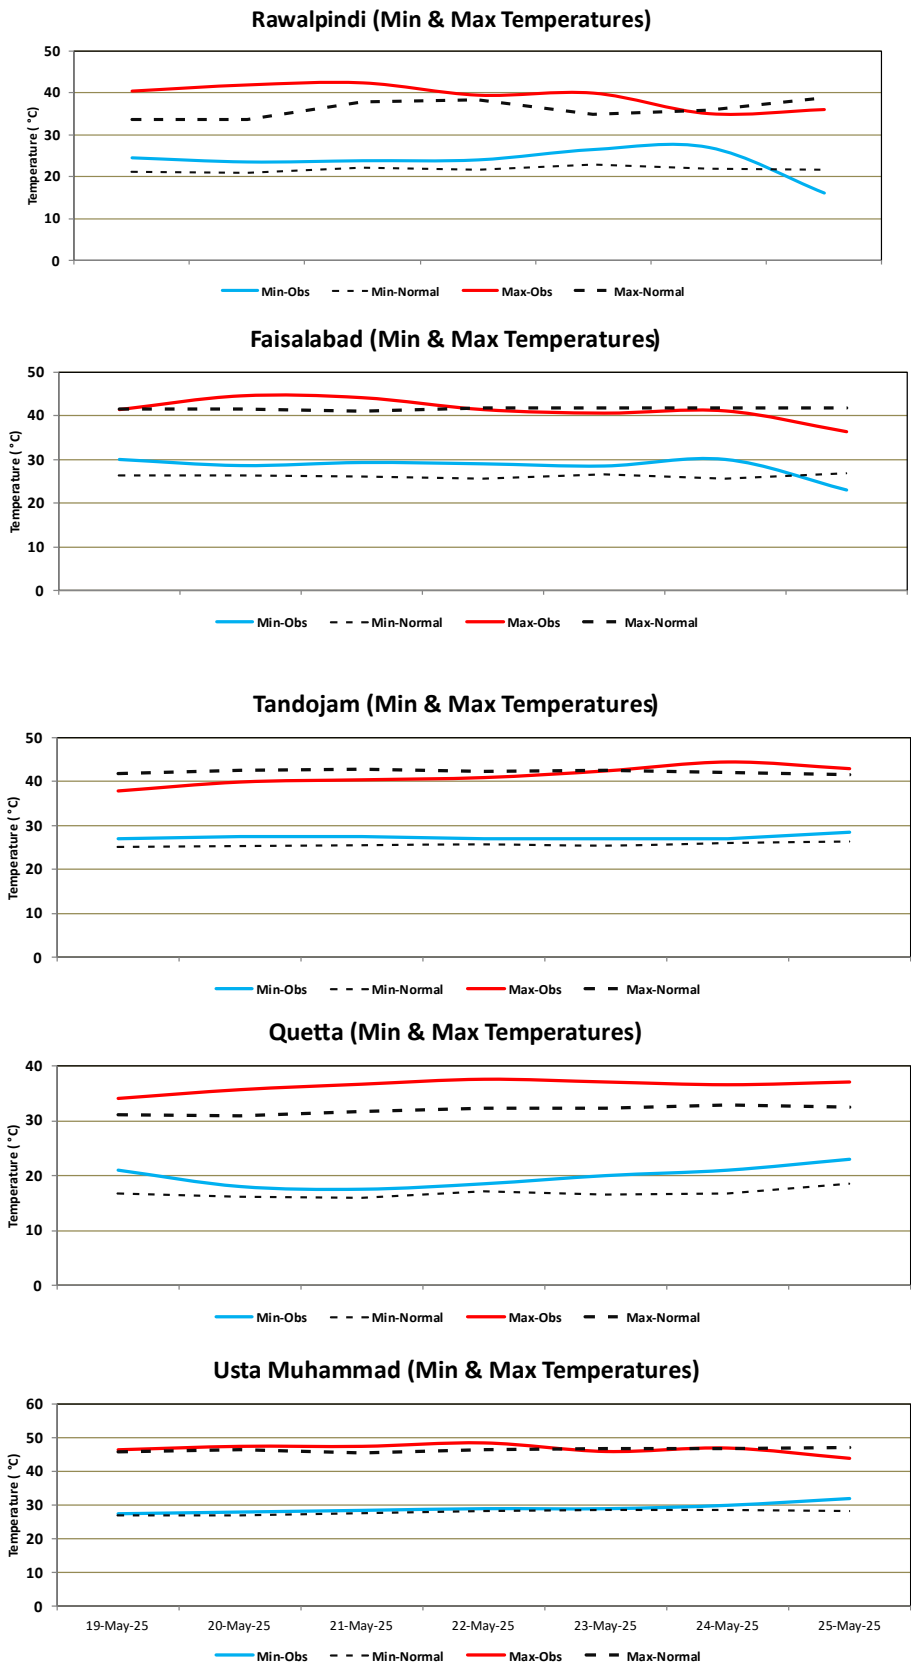 Rawalpindi (Min & Max Temperatures)
50
40
30
20
10
0
Temperature ( °C)
Min-Obs Min-Normal Max-Obs Max-Normal
Faisalabad (Min & Max Temperatures)
50
40
30
20
10
0
Temperature ( °C)
Min-Obs Min-Normal Max-Obs Max-Normal
Tandojam (Min & Max Temperatures)
50
40
30
20
10
0
Temperature ( °C)
Min-Obs Min-Normal Max-Obs Max-Normal
Quetta (Min & Max Temperatures)
40
30
20
10
0
Temperature ( °C)
Min-Obs Min-Normal Max-Obs Max-Normal
Usta Muhammad (Min & Max Temperatures)
60
50
40
30
20
10
0
Temperature ( °C)
19-May-25 20-May-25 21-May-25 22-May-25 23-May-25 24-May-25 25-May-25
Min-Obs Min-Normal Max-Obs Max-Normal